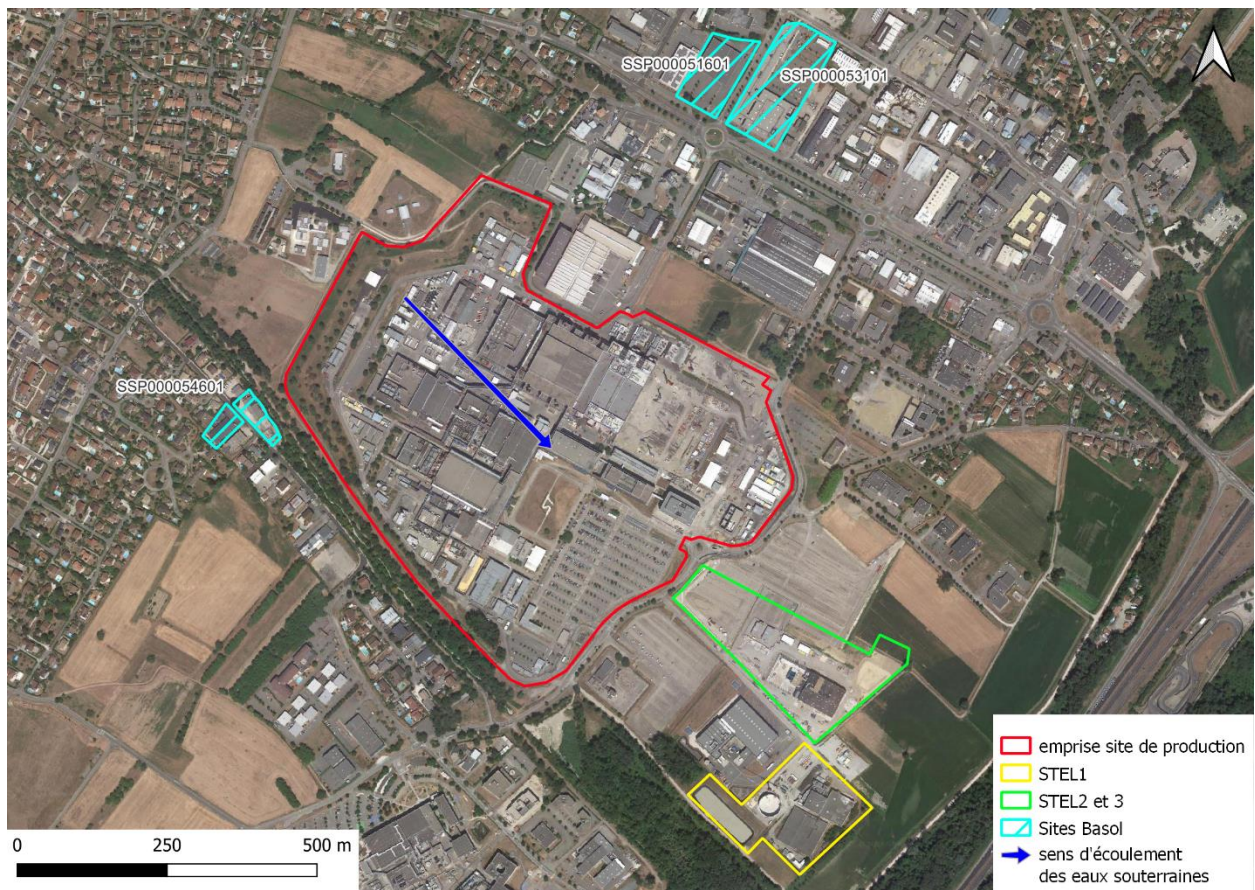 SSP000051601
SSP000053101
SSP000054601
emprise site de production
STEL1
STEL2 et 3
Sites Basol
sens d'écoulement
des eaux souterraines
0 250 500 m